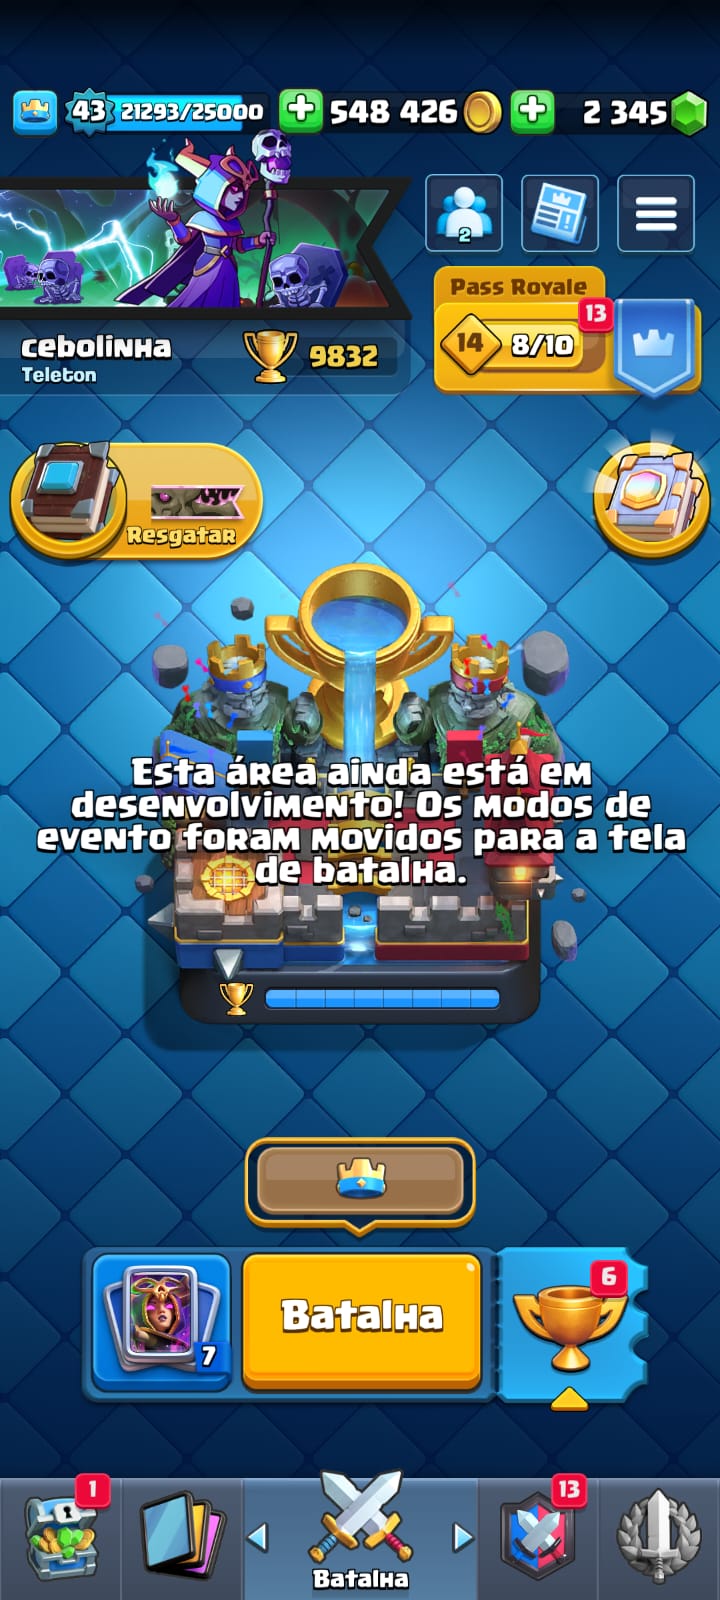 43 21293/25000 548 426 2 345
2
Pass Royale
13
14 8/10
cebolinha
Teleton
9832
Resgatar
Esta área ainda está em
desenvolvimento! Os modos de
evento foram movidos para a tela
de batalha.
7
Batalha
6
1
13
Batalha